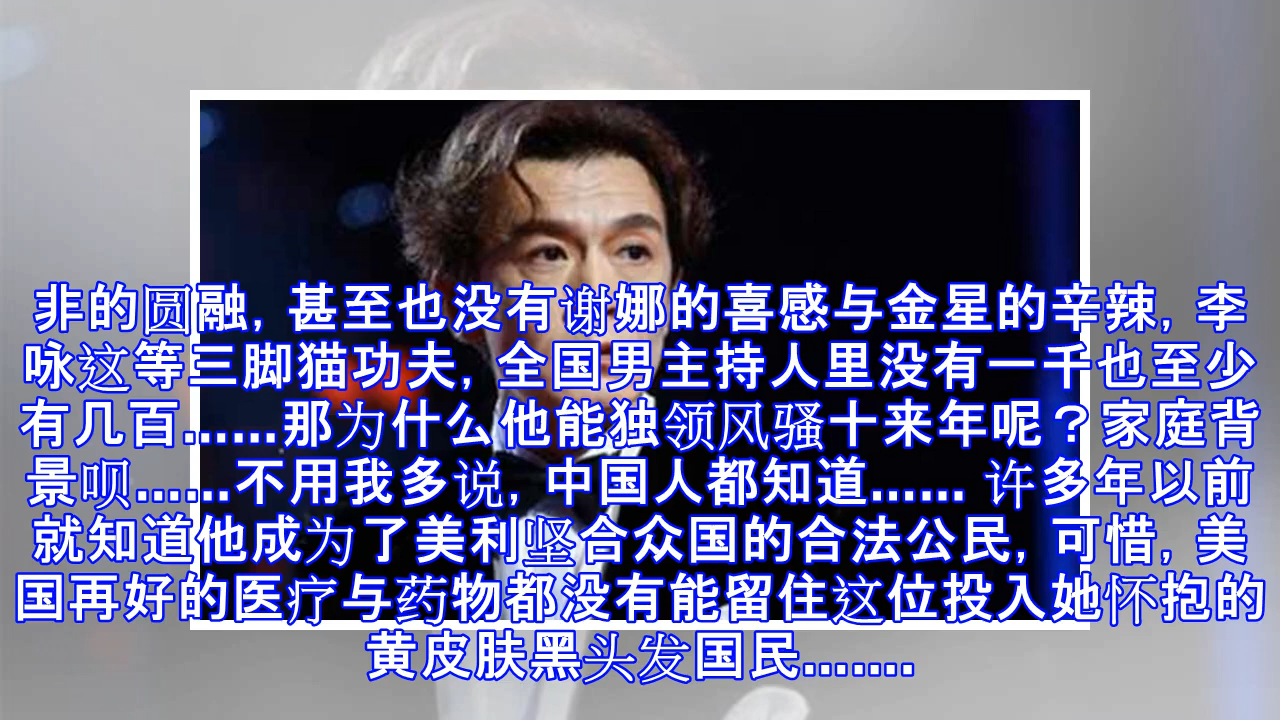 非的圆融, 甚至也没有谢娜的喜感与金星的辛辣, 李
咏这等三脚猫功夫, 全国男主持人里没有一千也至少
有几百......那为什么他能独领风骚十来年呢？家庭背
景呗......不用我多说, 中国人都知道...... 许多年以前
就知道他成为了美利坚合众国的合法公民, 可惜, 美
国再好的医疗与药物都没有能留住这位投入她怀抱的
黄皮肤黑头发国民.......